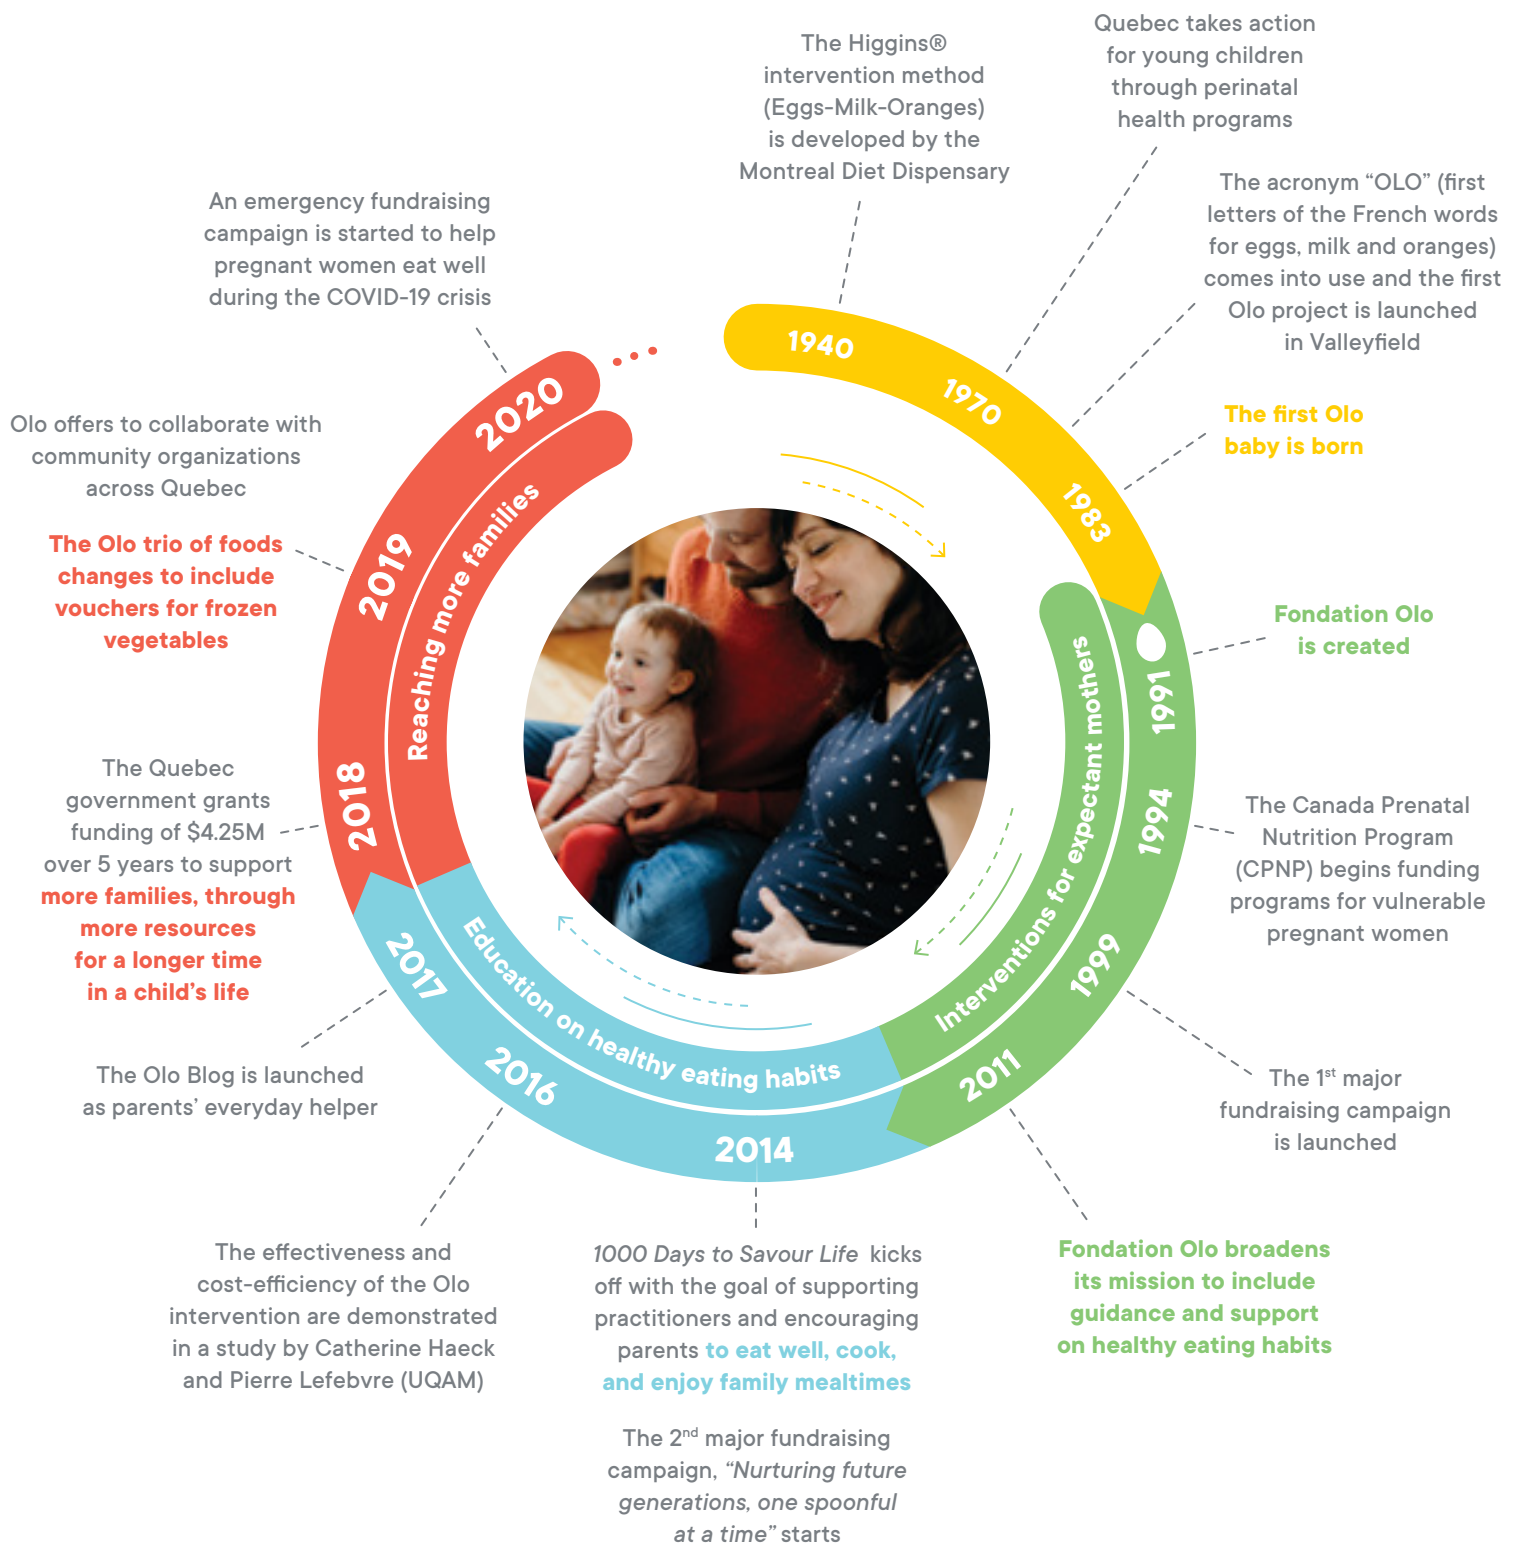 The Higgins®
intervention method
(Eggs-Milk-Oranges)
is developed by the
Montreal Diet Dispensary
Quebec takes action
for young children
through perinatal
health programs
The acronym “OLO” (first
letters of the French words
for eggs, milk and oranges)
comes into use and the first
Olo project is launched
in Valleyfield
The first Olo
baby is born
Fondation Olo
is created
The Canada Prenatal
Nutrition Program
(CPNP) begins funding
programs for vulnerable
pregnant women
The 1st major
fundraising campaign
is launched
Fondation Olo broadens
its mission to include
guidance and support
on healthy eating habits
1000 Days to Savour Life kicks
off with the goal of supporting
practitioners and encouraging
parents to eat well, cook,
and enjoy family mealtimes
The 2nd major fundraising
campaign, “Nurturing future
generations, one spoonful
at a time” starts
The effectiveness and
cost-efficiency of the Olo
intervention are demonstrated
in a study by Catherine Haeck
and Pierre Lefebvre (UQAM)
The Olo Blog is launched
as parents’ everyday helper
The Quebec
government grants
funding of $4.25M
over 5 years to support
more families, through
more resources
for a longer time
in a child’s life
Olo offers to collaborate with
community organizations
across Quebec
The Olo trio of foods
changes to include
vouchers for frozen
vegetables
An emergency fundraising
campaign is started to help
pregnant women eat well
during the COVID-19 crisis
1940
1970
1983
1991
1994
1999
2011
2014
2016
2017
2018
2019
2020
Interventions for expectant mothers
Education on healthy eating habits
Reaching more families